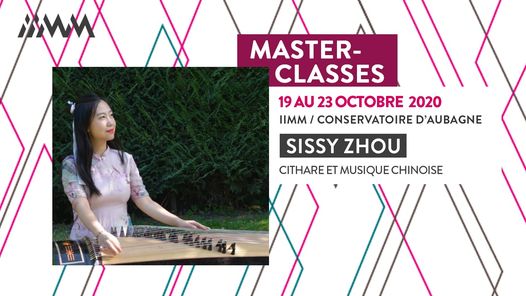 IIMM
MASTER-
CLASSES
19 AU 23 OCTOBRE 2020
IIMM / CONSERVATOIRE D'AUBAGNE
SISSY ZHOU
CITHARE ET MUSIQUE CHINOISE